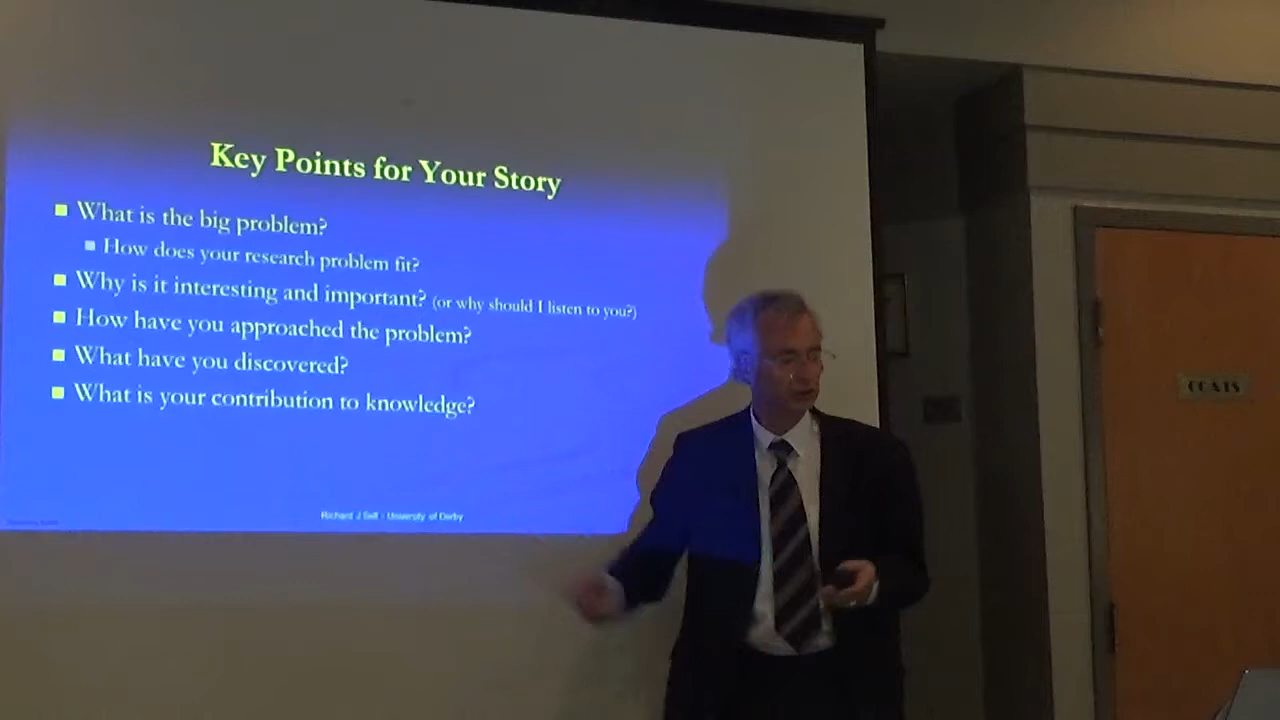 Key Points for Your Story
What is the big problem?
How does your research problem fit?
Why is it interesting and important? (or why should I listen to you?)
How have you approached the problem?
What have you discovered?
What is your contribution to knowledge?
Richard J Self - University of Derby
COATS